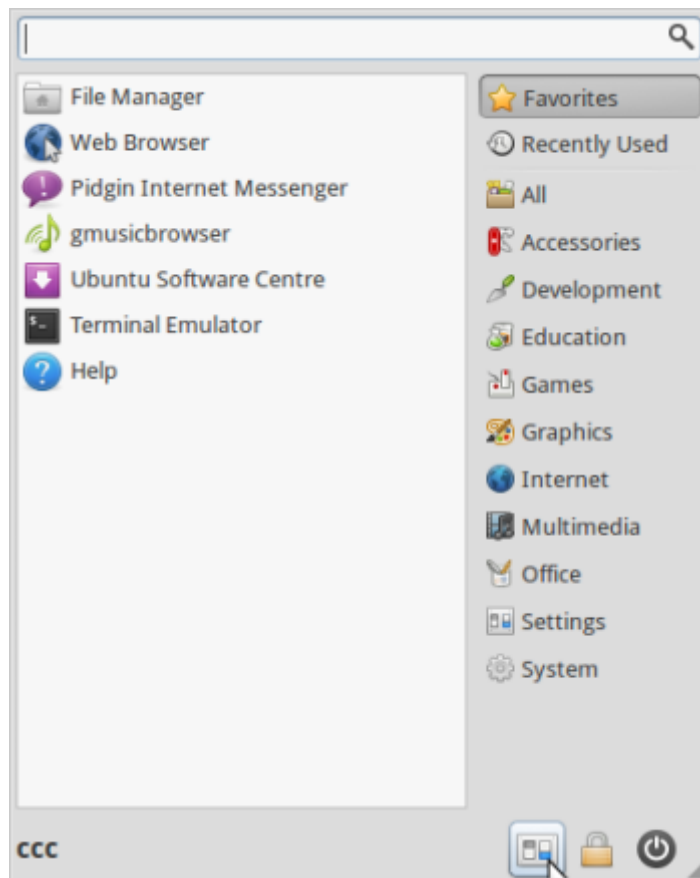 File Manager
Web Browser
Pidgin Internet Messenger
gmusicbrowser
Ubuntu Software Centre
Terminal Emulator
Help
Favorites
Recently Used
All
Accessories
Development
Education
Games
Graphics
Internet
Multimedia
Office
Settings
System
ccc